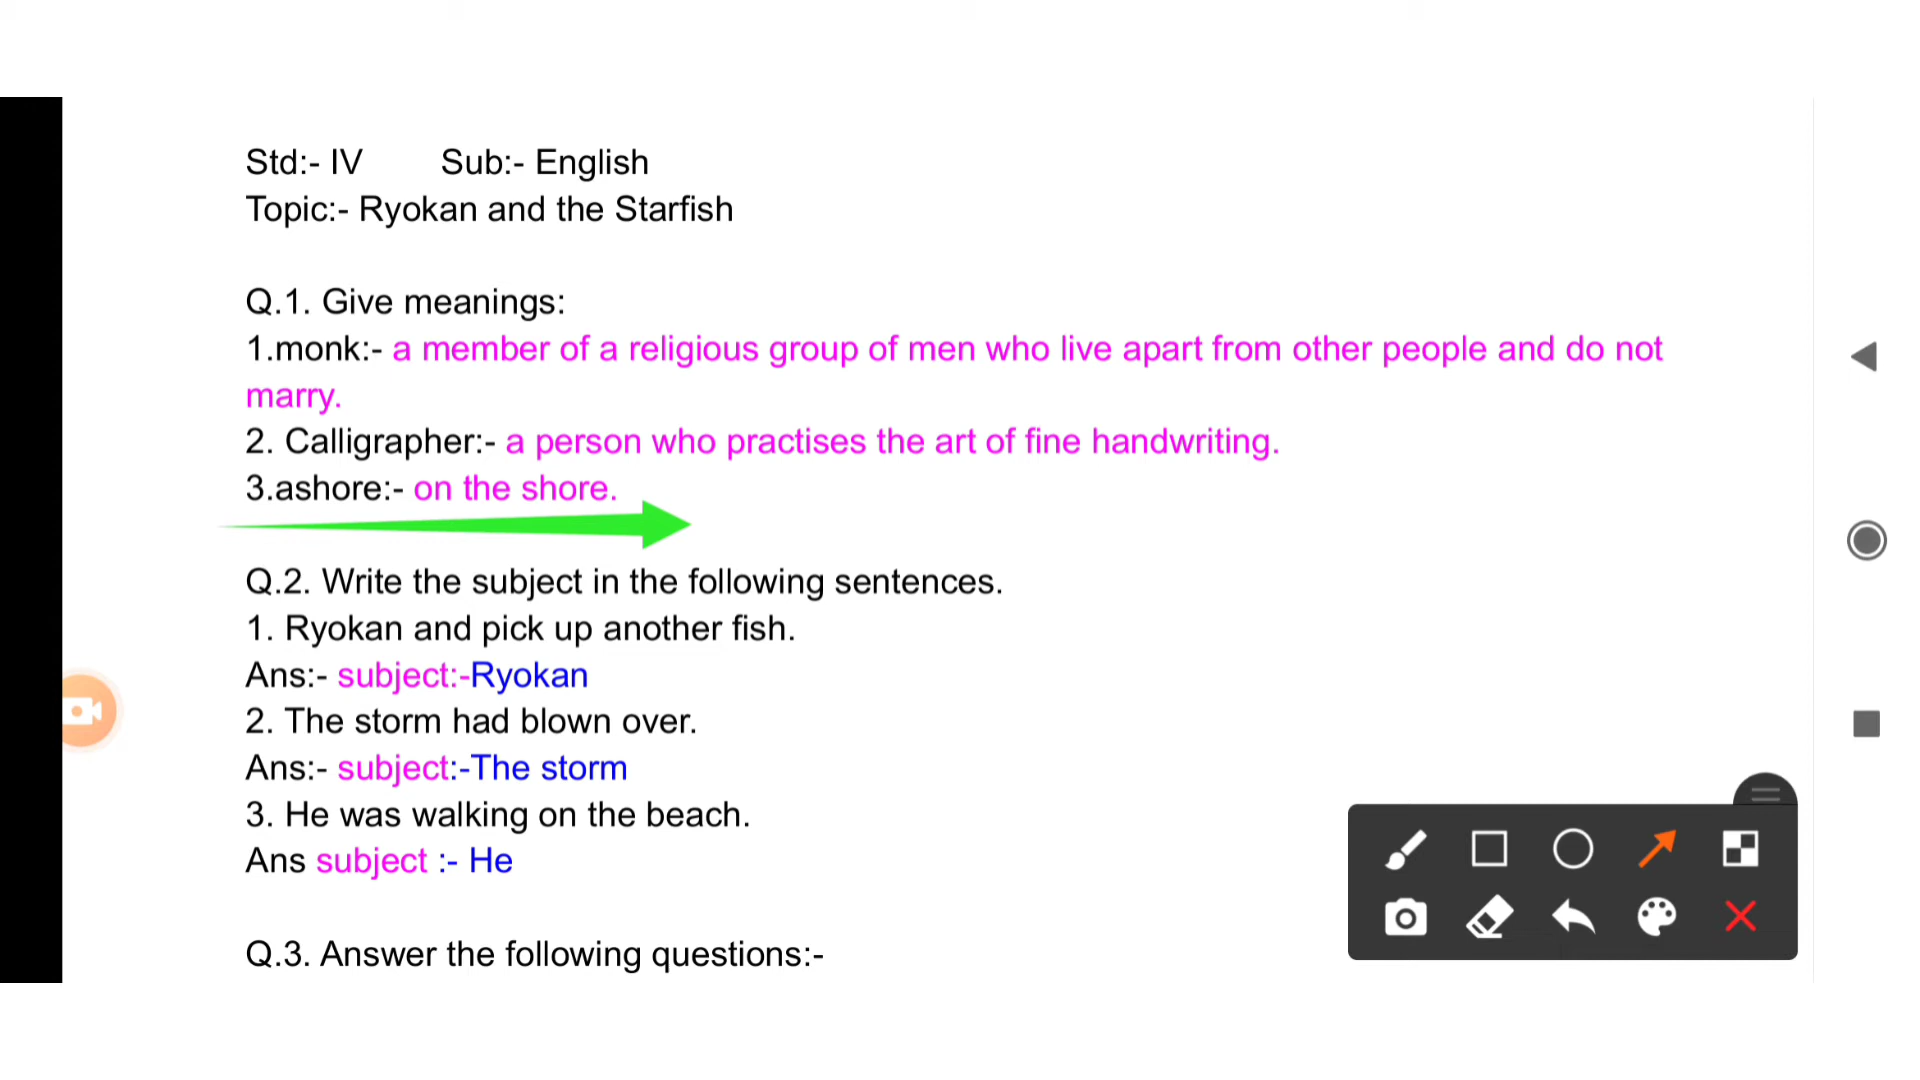 Std:- IV Sub:- English
Topic:- Ryokan and the Starfish
Q.1. Give meanings:
1.monk:- a member of a religious group of men who live apart from other people and do not
marry.
2. Calligrapher:- a person who practises the art of fine handwriting.
3.ashore:- on the shore.
Q.2. Write the subject in the following sentences.
1. Ryokan and pick up another fish.
Ans:- subject:-Ryokan
2. The storm had blown over.
Ans:- subject:-The storm
3. He was walking on the beach.
Ans subject :- He
Q.3. Answer the following questions:-